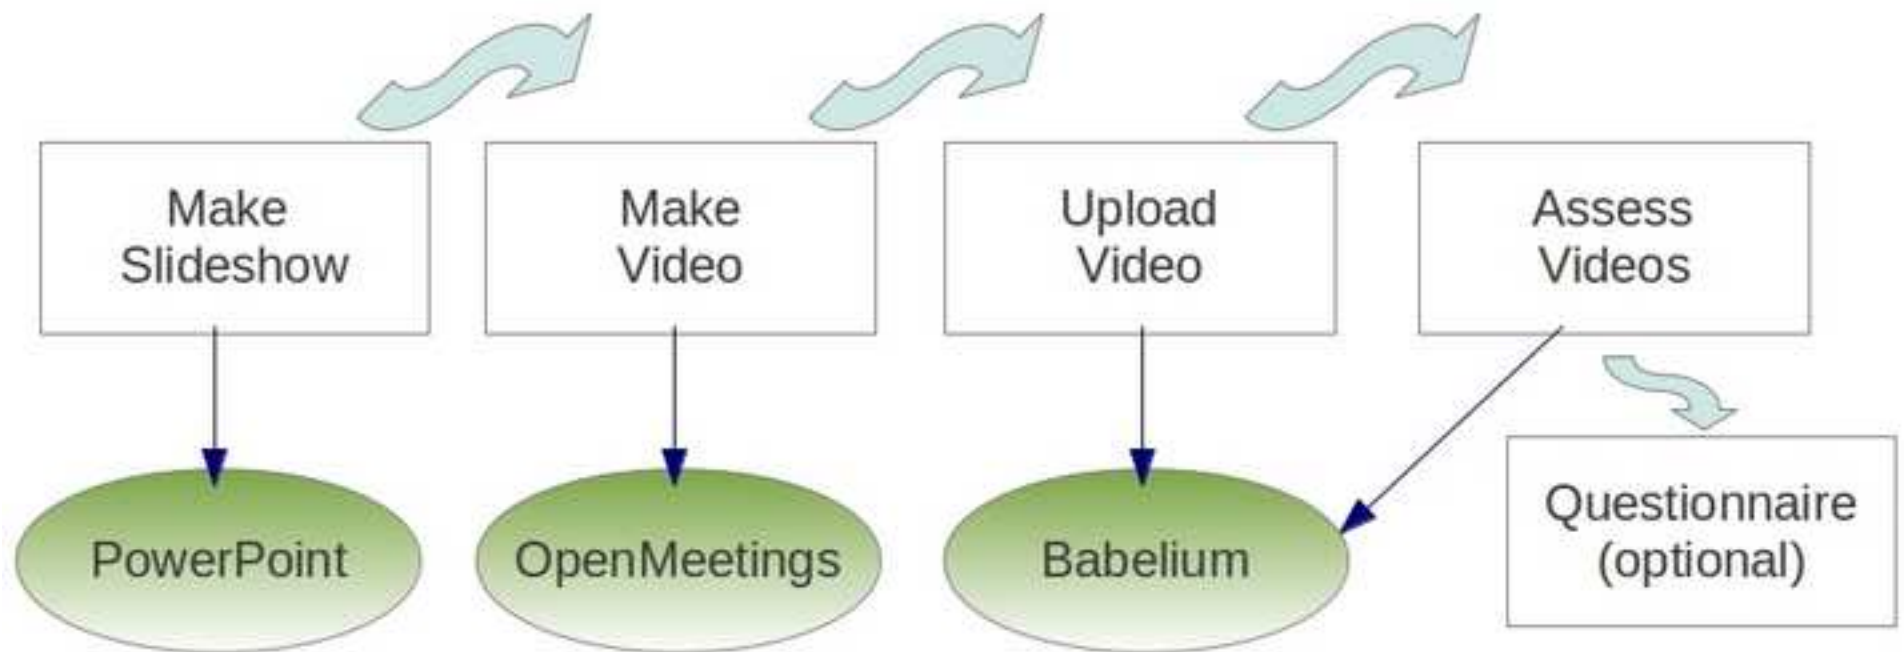 Make
Slideshow
Make
Video
Upload
Video
Assess
Videos
PowerPoint
OpenMeetings
Babelium
Questionnaire
(optional)